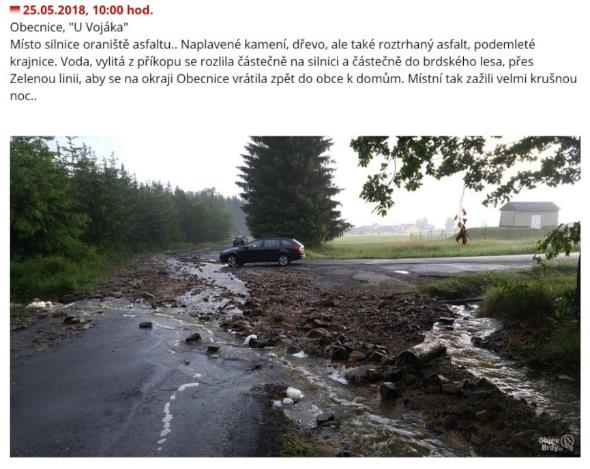 25.05.2018, 10:00 hod.
Obecnice, "U Vojáka"
Místo silnice oraniště asfaltu.. Naplavené kamení, dřevo, ale také roztrhaný asfalt, podemleté
krajnice. Voda, vylitá z příkopu se rozlila částečně na silnici a částečně do brdského lesa, přes
Zelenou linii, aby se na okraji Obecnice vrátila zpět do obce k domům. Místní tak zažili velmi krušnou
noc..
Objev
Brdy.cz